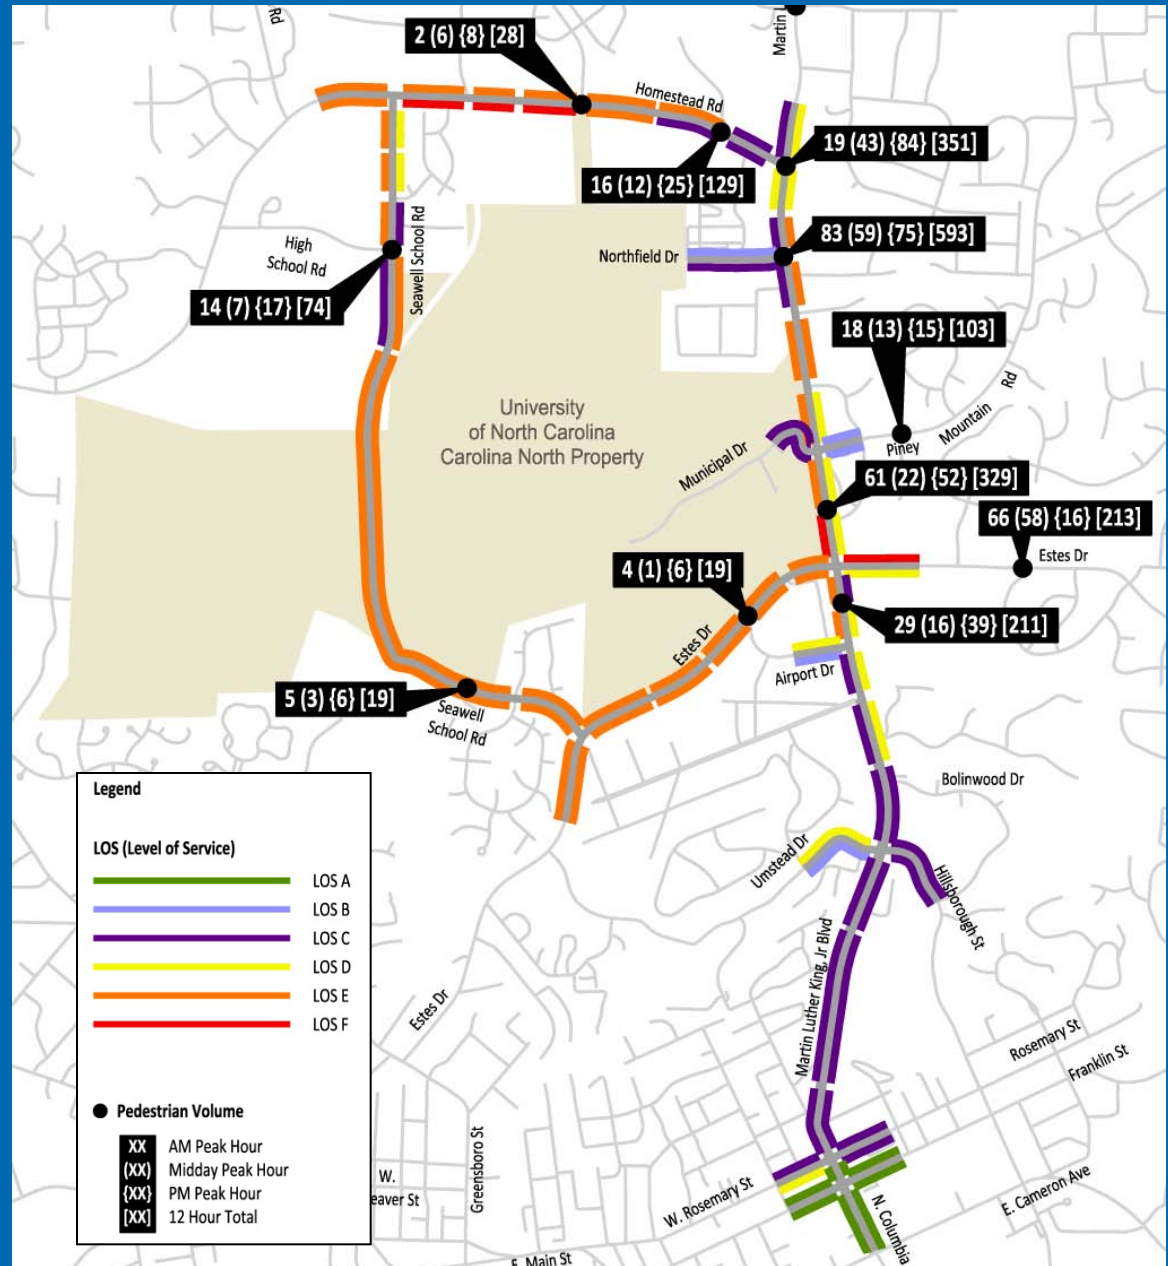 Rd
Martin L
2 (6) {8} [28]
Homestead Rd
19 (43) {84} [351]
16 (12) {25} [129]
High
School Rd
Seawell School Rd
Northfield Dr
83 (59) {75} [593]
14 (7) {17} [74]
18 (13) {15} [103]
University
of North Carolina
Carolina North Property
Piney
Mountain
Rd
Municipal Dr
61 (22) {52} [329]
66 (58) {16} [213]
Estes Dr
4 (1) {6} [19]
29 (16) {39} [211]
Estes Dr
Airport Dr
5 (3) {6} [19]
Seawell
School Rd
Bolinwood Dr
Umstead Dr
Hillsborough St
Martin Luther King, Jr Blvd
Estes Dr
Rosemary St
Franklin St
Legend
LOS (Level of Service)
LOS A
LOS B
LOS C
LOS D
LOS E
LOS F
Pedestrian Volume
XX AM Peak Hour
(XX) Midday Peak Hour
{XX} PM Peak Hour
[XX] 12 Hour Total
W.
eaver St
Greensboro St
W. Rosemary St
N. Columbia
E. Cameron Ave
E. Main St